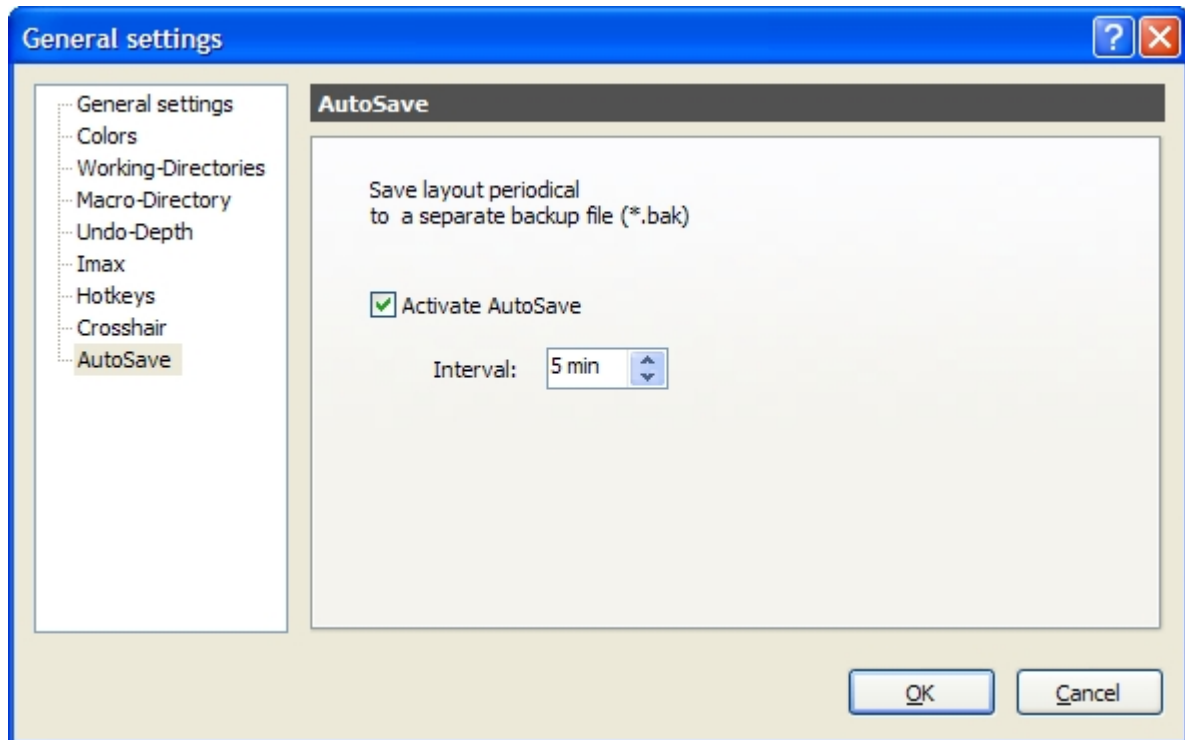 General settings
General settings
Colors
Working-Directories
Macro-Directory
Undo-Depth
Imax
Hotkeys
Crosshair
AutoSave
AutoSave
Save layout periodical
to a separate backup file (*.bak)
Activate AutoSave
Interval: 5 min
OK Cancel